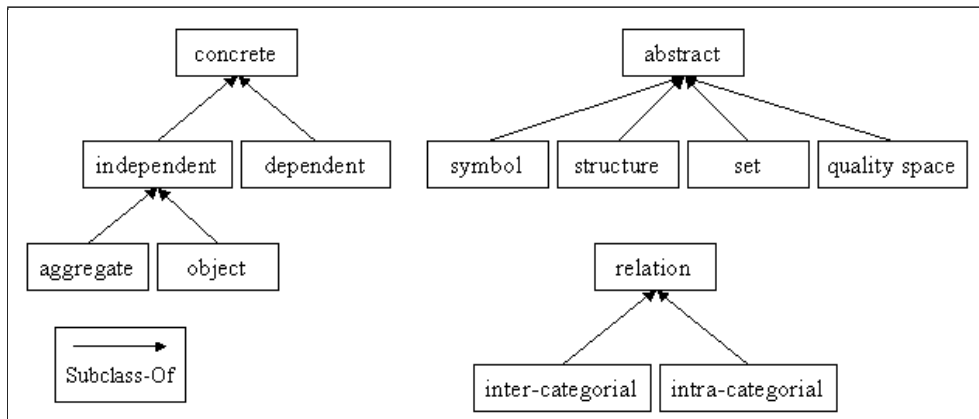 concrete
abstract
independent
dependent
symbol
structure
set
quality space
aggregate
object
relation
Subclass-Of
inter-categorial
intra-categorial